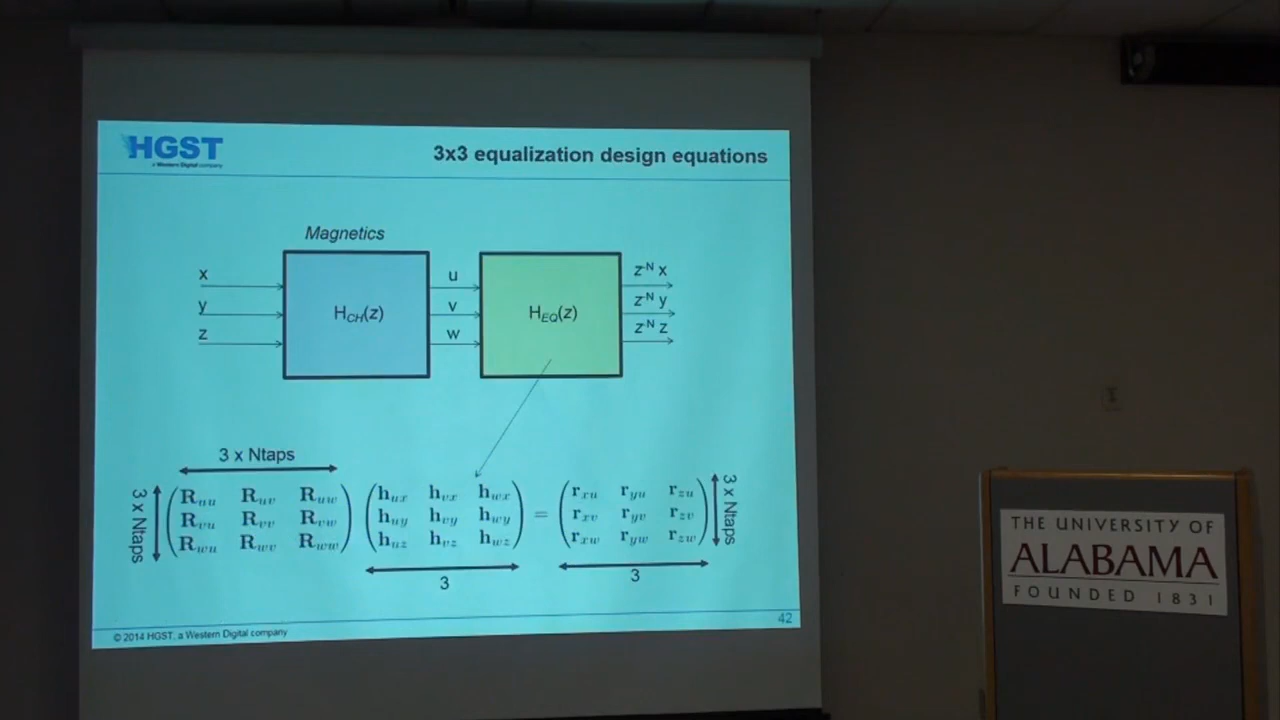 HGST
a Western Digital company
3x3 equalization design equations
Magnetics
x
y
z
H_CH(z)
u
v
w
H_EQ(z)
z^-N x
z^-N y
z^-N z
3 x Ntaps
3 x Ntaps
R_uu R_uv R_uw
R_vu R_vv R_vw
R_wu R_wv R_ww
h_ux h_vx h_wx
h_uy h_vy h_wy
h_uz h_vz h_wz
=
r_xu r_yu r_zu
r_xv r_yv r_zv
r_xw r_yw r_zw
3 x Ntaps
3
3
© 2014 HGST, a Western Digital company
42
THE UNIVERSITY OF
ALABAMA
FOUNDED 1831